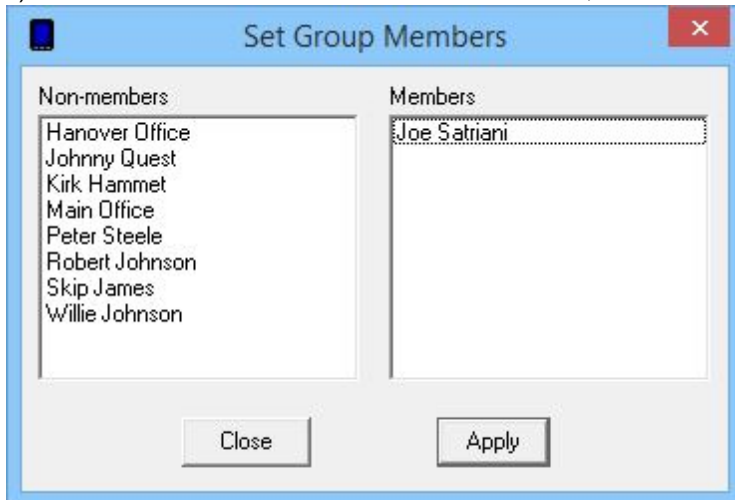 Set Group Members
Non-members
Members
Hanover Office
Johnny Quest
Kirk Hammet
Main Office
Peter Steele
Robert Johnson
Skip James
Willie Johnson
Joe Satriani
Close
Apply